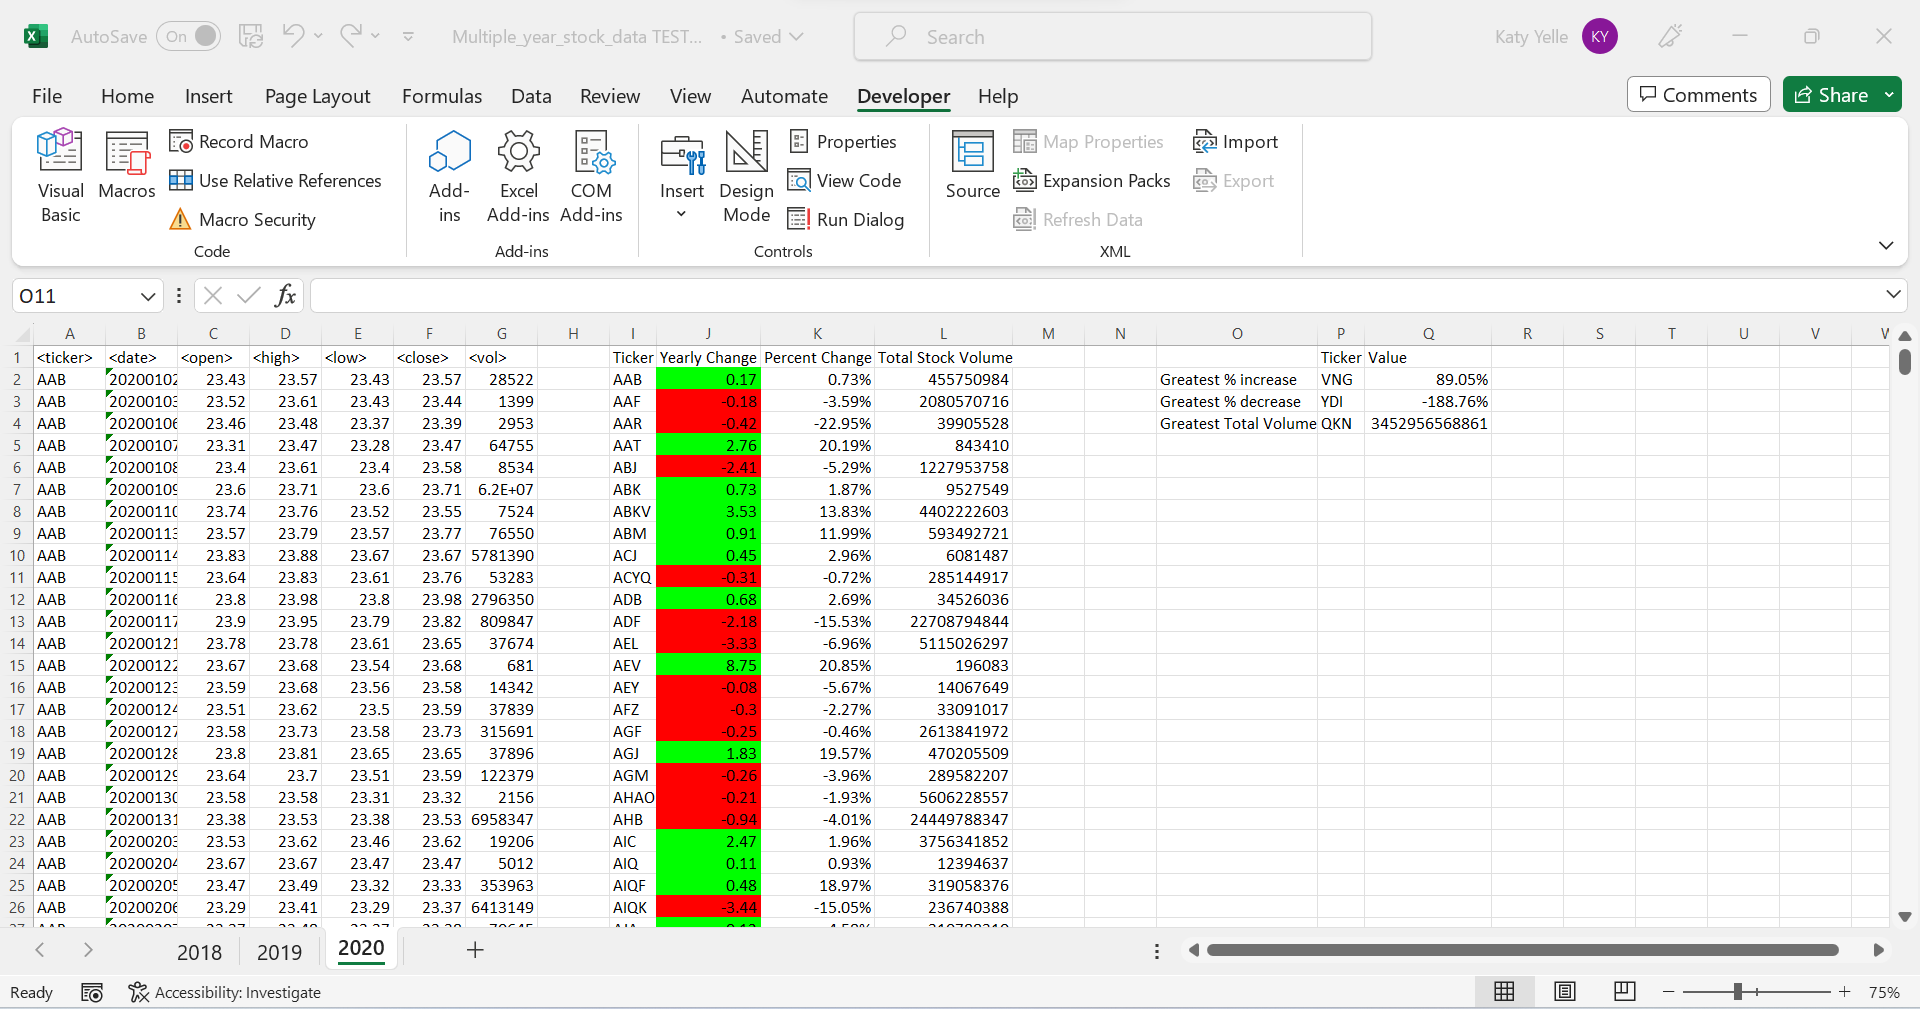 AutoSave On Multiple_year_stock_data TEST... • Saved Search Katy Yelle KY
File Home Insert Page Layout Formulas Data Review View Automate Developer Help Comments Share
Visual Basic Macros Record Macro Use Relative References Macro Security Code
Add-ins Excel Add-ins COM Add-ins Add-ins
Insert Design Mode Properties View Code Run Dialog Controls
Source Map Properties Expansion Packs Refresh Data Import Export XML
O11 fx
A B C D E F G H I J K L M N O P Q R S T U V
1 <ticker> <date> <open> <high> <low> <close> <vol> Ticker Yearly Change Percent Change Total Stock Volume Ticker Value
2 AAB 20200102 23.43 23.57 23.43 23.57 28522 AAB 0.17 0.73% 455750984 Greatest % increase VNG 89.05%
3 AAB 20200103 23.52 23.61 23.43 23.44 1399 AAF -0.18 -3.59% 2080570716 Greatest % decrease YDI -188.76%
4 AAB 20200106 23.46 23.48 23.37 23.39 2953 AAR -0.42 -22.95% 39905528 Greatest Total Volume QKN 3452956568861
5 AAB 20200107 23.31 23.47 23.28 23.47 64755 AAT 2.76 20.19% 843410
6 AAB 20200108 23.4 23.61 23.4 23.58 8534 ABJ -2.41 -5.29% 1227953758
7 AAB 20200109 23.6 23.71 23.6 23.71 6.2E+07 ABK 0.73 1.87% 9527549
8 AAB 20200110 23.74 23.76 23.52 23.55 7524 ABKV 3.53 13.83% 4402222603
9 AAB 20200113 23.57 23.79 23.57 23.77 76550 ABM 0.91 11.99% 593492721
10 AAB 20200114 23.83 23.88 23.67 23.67 5781390 ACJ 0.45 2.96% 6081487
11 AAB 20200115 23.64 23.83 23.61 23.76 53283 ACYQ -0.31 -0.72% 285144917
12 AAB 20200116 23.8 23.98 23.8 23.98 2796350 ADB 0.68 2.69% 34526036
13 AAB 20200117 23.9 23.95 23.79 23.82 809847 ADF -2.18 -15.53% 22708794844
14 AAB 20200121 23.78 23.78 23.61 23.65 37674 AEL -3.33 -6.96% 5115026297
15 AAB 20200122 23.67 23.68 23.54 23.68 681 AEV 8.75 20.85% 196083
16 AAB 20200123 23.59 23.68 23.56 23.58 14342 AEY -0.08 -5.67% 14067649
17 AAB 20200124 23.51 23.62 23.5 23.59 37839 AFZ -0.3 -2.27% 33091017
18 AAB 20200127 23.58 23.73 23.58 23.73 315691 AGF -0.25 -0.46% 2613841972
19 AAB 20200128 23.8 23.81 23.65 23.65 37896 AGJ 1.83 19.57% 470205509
20 AAB 20200129 23.64 23.7 23.51 23.59 122379 AGM -0.26 -3.96% 289582207
21 AAB 20200130 23.58 23.58 23.31 23.32 2156 AHAO -0.21 -1.93% 5606228557
22 AAB 20200131 23.38 23.53 23.38 23.53 6958347 AHB -0.94 -4.01% 24449788347
23 AAB 20200203 23.53 23.62 23.46 23.62 19206 AIC 2.47 1.96% 3756341852
24 AAB 20200204 23.67 23.67 23.47 23.47 5012 AIQ 0.11 0.93% 12394637
25 AAB 20200205 23.47 23.49 23.32 23.33 353963 AIQF 0.48 18.97% 319058376
26 AAB 20200206 23.29 23.41 23.29 23.37 6413149 AIQK -3.44 -15.05% 236740388
2018 2019 2020
Ready Accessibility: Investigate 75%